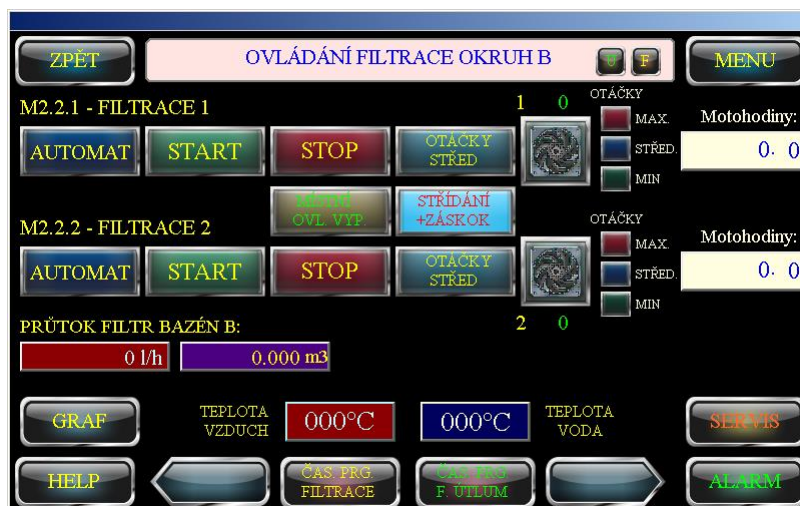 ZPĚT
OVLÁDÁNÍ FILTRACE OKRUH B
U
F
MENU
M2.2.1 - FILTRACE 1
1
0
OTÁČKY
MAX.
STŘED.
MIN
Motohodiny:
0. 0
AUTOMAT
START
STOP
OTÁČKY
STŘED
MÍSTNÍ
OVL. VYP.
STŘÍDÁNÍ
+ZÁSKOK
M2.2.2 - FILTRACE 2
OTÁČKY
MAX.
STŘED.
MIN
Motohodiny:
0. 0
AUTOMAT
START
STOP
OTÁČKY
STŘED
2
0
PRŮTOK FILTR BAZÉN B:
0 l/h
0.000 m3
GRAF
TEPLOTA
VZDUCH
000°C
000°C
TEPLOTA
VODA
SERVIS
HELP
ČAS. PRG.
FILTRACE
ČAS. PRG.
F. ÚTLUM
ALARM